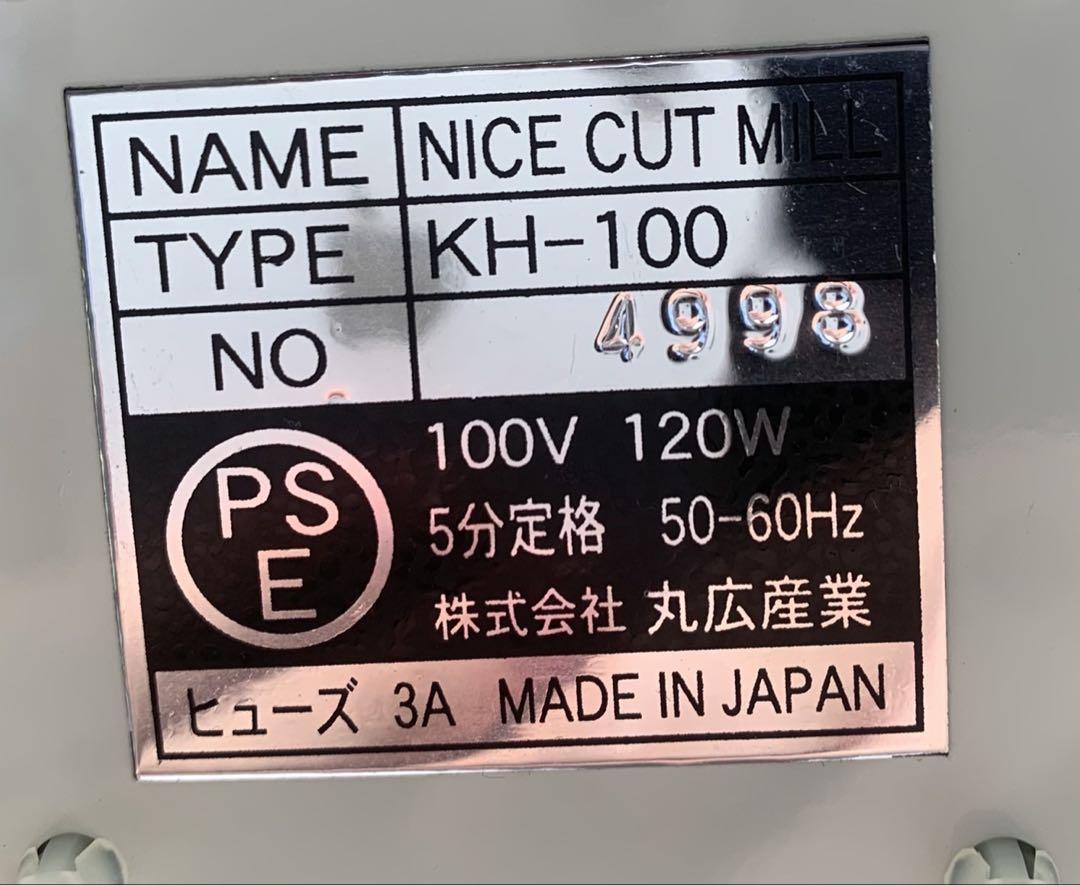 NAME NICE CUT MILL
TYPE KH-100
NO 4998
PS
E
100V 120W
5分定格 50-60Hz
株式会社 丸広産業
ヒューズ 3A MADE IN JAPAN